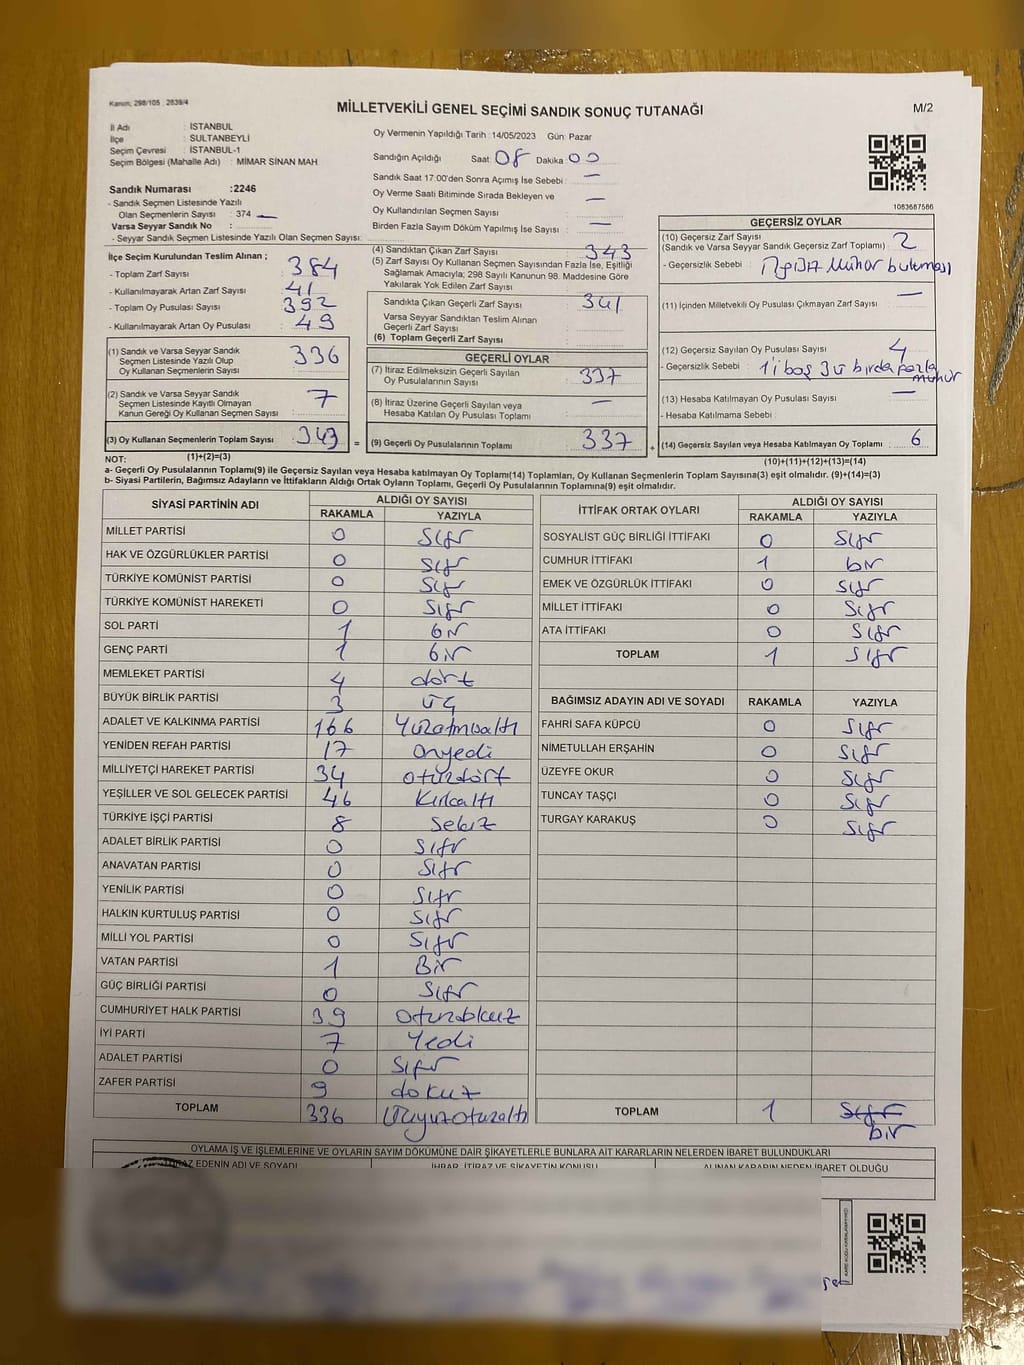 Kanun; 298/105 ; 2839/4
MİLLETVEKİLİ GENEL SEÇİMİ SANDIK SONUÇ TUTANAĞI
M/2
İl Adı : İSTANBUL
İlçe : SULTANBEYLİ
Seçim Çevresi : İSTANBUL-1
Seçim Bölgesi (Mahalle Adı) : MİMAR SİNAN MAH.
Sandık Numarası :2246
- Sandık Seçmen Listesinde Yazılı
Olan Seçmenlerin Sayısı : 374 —
Varsa Seyyar Sandık No :
- Seyyar Sandık Seçmen Listesinde Yazılı Olan Seçmen Sayısı:
Oy Vermenin Yapıldığı Tarih :14/05/2023 Gün: Pazar
Sandığın Açıldığı Saat 08 Dakika 00
Sandık Saat 17:00'den Sonra Açımış İse Sebebi : —
Oy Verme Saati Bitiminde Sırada Bekleyen ve
Oy Kullandırılan Seçmen Sayısı : —
Birden Fazla Sayım Döküm Yapılmış İse Sayısı : —
1083687586
İlçe Seçim Kurulundan Teslim Alınan ;
- Toplam Zarf Sayısı : 384
- Kullanılmayarak Artan Zarf Sayısı : 41
- Toplam Oy Pusulası Sayısı : 392
- Kullanılmayarak Artan Oy Pusulası : 49
(1) Sandık ve Varsa Seyyar Sandık
Seçmen Listesinde Yazılı Olup
Oy Kullanan Seçmenlerin Sayısı : 336
(2) Sandık ve Varsa Seyyar Sandık
Seçmen Listesinde Kayıtlı Olmayan
Kanun Gereği Oy Kullanan Seçmen Sayısı : 7
(3) Oy Kullanan Seçmenlerin Toplam Sayısı : 343 =
(1)+(2)=(3)
(4) Sandıktan Çıkan Zarf Sayısı : 343
(5) Zarf Sayısı Oy Kullanan Seçmen Sayısından Fazla İse, Eşitliği
Sağlamak Amacıyla; 298 Sayılı Kanunun 98. Maddesine Göre
Yakılarak Yok Edilen Zarf Sayısı :
Sandıkta Çıkan Geçerli Zarf Sayısı : 341
Varsa Seyyar Sandıktan Teslim Alınan
Geçerli Zarf Sayısı :
(6) Toplam Geçerli Zarf Sayısı :
GEÇERLİ OYLAR
(7) İtiraz Edilmeksizin Geçerli Sayılan
Oy Pusulalarının Sayısı : 337
(8) İtiraz Üzerine Geçerli Sayılan veya
Hesaba Katılan Oy Pusulası Toplamı : —
(9) Geçerli Oy Pusulalarının Toplamı : 337 +
GEÇERSİZ OYLAR
(10) Geçersiz Zarf Sayısı
(Sandık ve Varsa Seyyar Sandık Geçersiz Zarf Toplamı) : 2
- Geçersizlik Sebebi :
(11) İçinden Milletvekili Oy Pusulası Çıkmayan Zarf Sayısı : —
(12) Geçersiz Sayılan Oy Pusulası Sayısı : 4
- Geçersizlik Sebebi : 1'i boş 3ü birda fazla
mühür
(13) Hesaba Katılmayan Oy Pusulası Sayısı : —
- Hesaba Katılmama Sebebi :
(14) Geçersiz Sayılan veya Hesaba Katılmayan Oy Toplamı : 6
(10)+(11)+(12)+(13)=(14)
NOT:
a- Geçerli Oy Pusulalarının Toplamı(9) ile Geçersiz Sayılan veya Hesaba katılmayan Oy Toplamı(14) Toplamları, Oy Kullanan Seçmenlerin Toplam Sayısına(3) eşit olmalıdır. (9)+(14)=(3)
b- Siyasi Partilerin, Bağımsız Adayların ve İttifakların Aldığı Ortak Oyların Toplamı, Geçerli Oy Pusulalarının Toplamına(9) eşit olmalıdır.
SİYASİ PARTİNİN ADI ALDIĞI OY SAYISI
RAKAMLA YAZIYLA
MİLLET PARTİSİ 0 Sıfır
HAK VE ÖZGÜRLÜKLER PARTİSİ 0 Sıfır
TÜRKİYE KOMÜNİST PARTİSİ 0 Sıfır
TÜRKİYE KOMÜNİST HAREKETİ 0 Sıfır
SOL PARTİ 1 bir
GENÇ PARTİ 1 bir
MEMLEKET PARTİSİ 4 dört
BÜYÜK BİRLİK PARTİSİ 3 üç
ADALET VE KALKINMA PARTİSİ 166 Yüzatmısaltı
YENİDEN REFAH PARTİSİ 17 onyedi
MİLLİYETÇİ HAREKET PARTİSİ 34 otuzdört
YEŞİLLER VE SOL GELECEK PARTİSİ 46 Kırkaltı
TÜRKİYE İŞÇİ PARTİSİ 8 Sekiz
ADALET BİRLİK PARTİSİ 0 Sıfır
ANAVATAN PARTİSİ 0 Sıfır
YENİLİK PARTİSİ 0 Sıfır
HALKIN KURTULUŞ PARTİSİ 0 Sıfır
MİLLİ YOL PARTİSİ 0 Sıfır
VATAN PARTİSİ 1 Bir
GÜÇ BİRLİĞİ PARTİSİ 0 Sıfır
CUMHURİYET HALK PARTİSİ 39 otuzdokuz
İYİ PARTİ 7 Yedi
ADALET PARTİSİ 0 Sıfır
ZAFER PARTİSİ 9 dokuz
TOPLAM 336 Üçyüzotuzaltı
İTTİFAK ORTAK OYLARI ALDIĞI OY SAYISI
RAKAMLA YAZIYLA
SOSYALİST GÜÇ BİRLİĞİ İTTİFAKI 0 Sıfır
CUMHUR İTTİFAKI 1 bir
EMEK VE ÖZGÜRLÜK İTTİFAKI 0 Sıfır
MİLLET İTTİFAKI 0 Sıfır
ATA İTTİFAKI 0 Sıfır
TOPLAM 1 Sıfır
BAĞIMSIZ ADAYIN ADI VE SOYADI RAKAMLA YAZIYLA
FAHRİ SAFA KÜPCÜ 0 Sıfır
NİMETULLAH ERŞAHİN 0 Sıfır
ÜZEYFE OKUR 0 Sıfır
TUNCAY TAŞÇI 0 Sıfır
TURGAY KARAKUŞ 0 Sıfır
TOPLAM 1 Sıfır
bir
OYLAMA İŞ VE İŞLEMLERİNE VE OYLARIN SAYIM DÖKÜMÜNE DAİR ŞİKAYETLERLE BUNLARA AİT KARARLARIN NELERDEN İBARET BULUNDUKLARI
İTİRAZ EDENİN ADI VE SOYADI İHBAR, İTİRAZ VE ŞİKAYETİN KONUSU ALINAN KARARIN NEDEN İBARET OLDUĞU